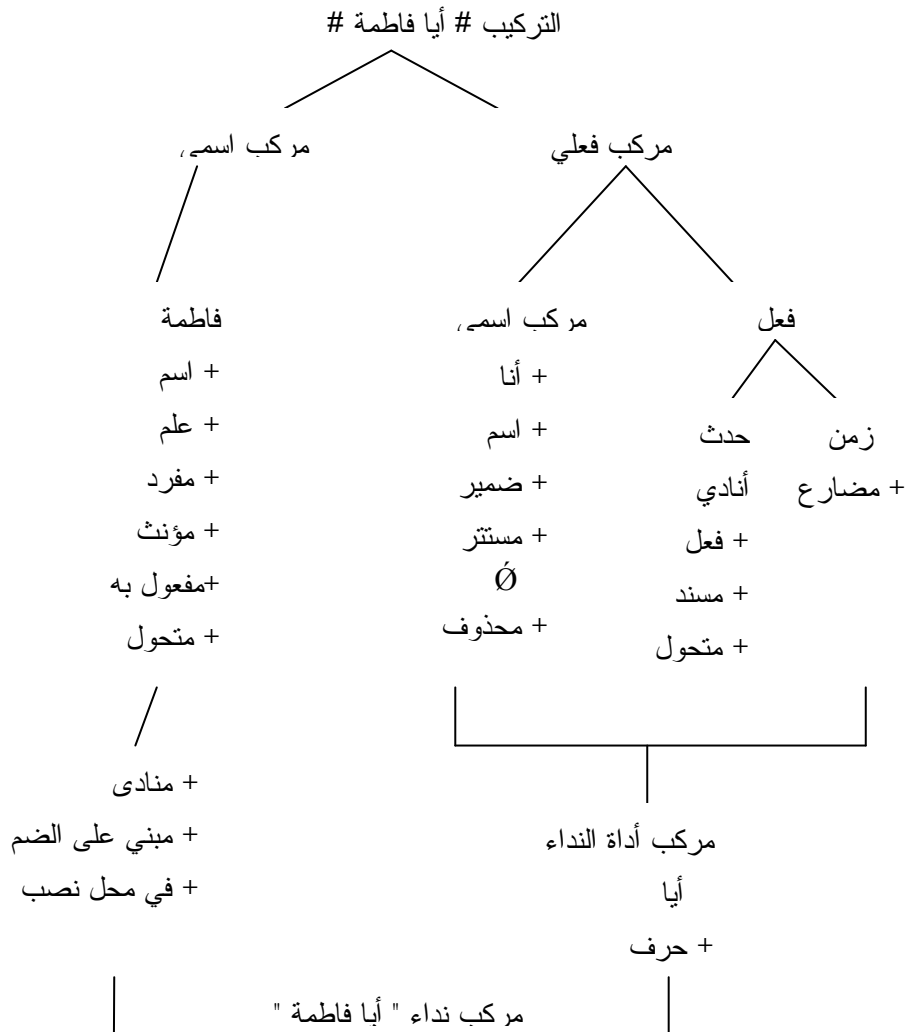 التركيب # أيا فاطمة #
مركب فعلي
مركب اسمي
فعل
مركب اسمي
فاطمة
زمن
+ مضارع
حدث
أنادي
+ فعل
+ مسند
+ متحول
+ أنا
+ اسم
+ ضمير
+ مستتر
Ǿ
+ محذوف
+ اسم
+ علم
+ مفرد
+ مؤنث
+مفعول به
+ متحول
مركب أداة النداء
أيا
+ حرف
+ منادى
+ مبني على الضم
+ في محل نصب
مركب نداء " أيا فاطمة "